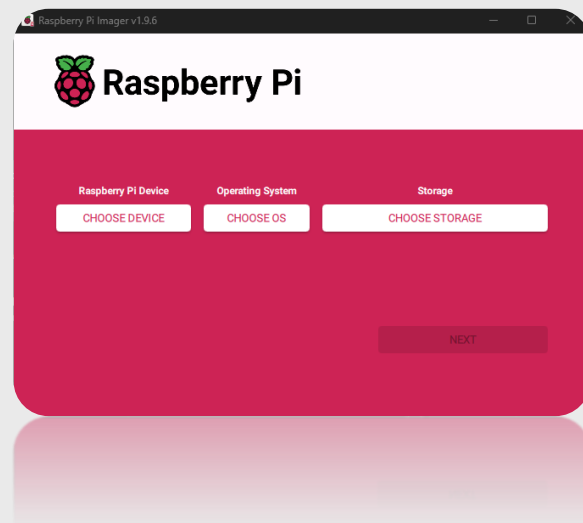 Raspberry Pi Imager v1.9.6
Raspberry Pi
Raspberry Pi Device Operating System Storage
CHOOSE DEVICE CHOOSE OS CHOOSE STORAGE
NEXT